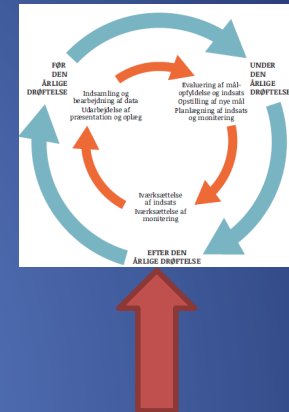 FØR
DEN
ÅRLIGE
DRØFTELSE
Indsamling og
bearbejdning af data
Udarbejdelse af
præsentation og oplæg
Evaluering af mål-
opfyldelse og indsats
Opstilling af nye mål
Planlægning af indsats
og monitering
UNDER
DEN
ÅRLIGE
DRØFTELSE
Iværksættelse
af indsats
Iværksættelse af
monitering
EFTER DEN
ÅRLIGE DRØFTELSE